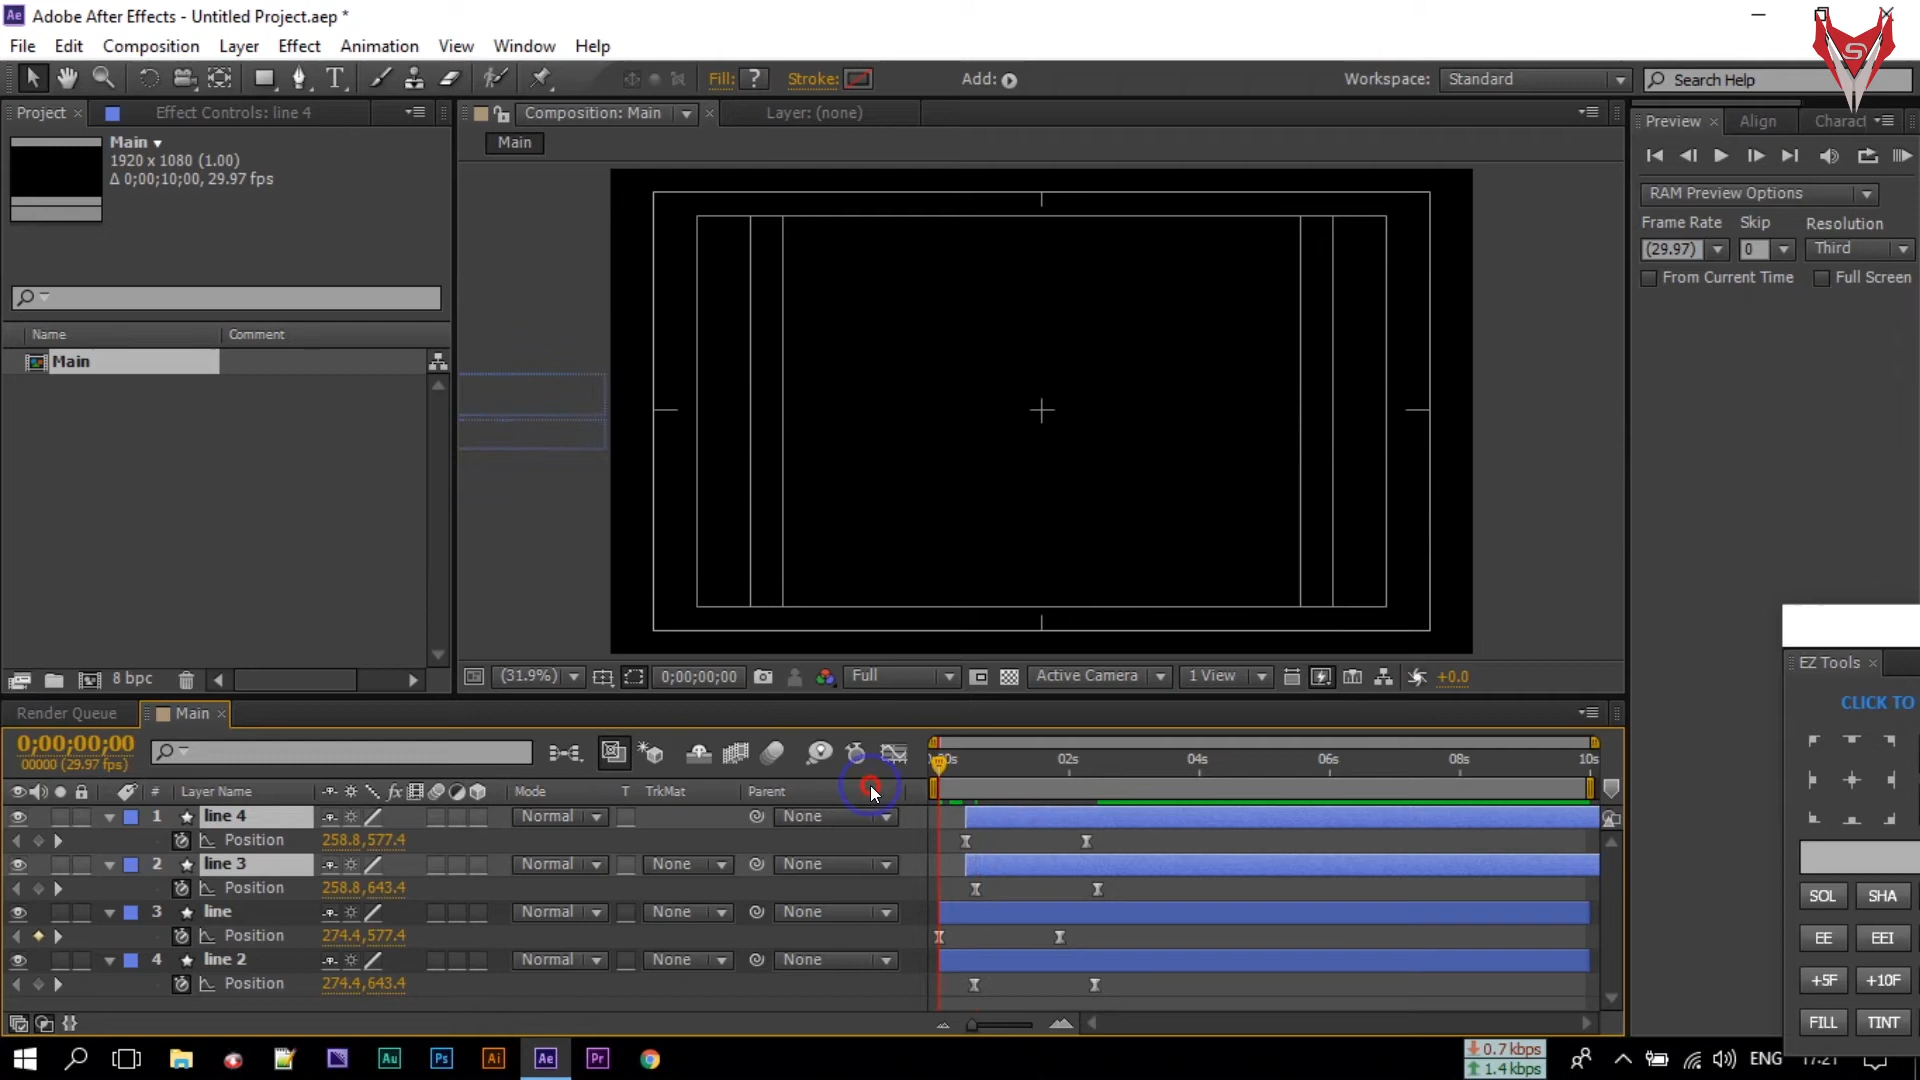 Adobe After Effects - Untitled Project.aep *
File Edit Composition Layer Effect Animation View Window Help
Fill: ? Stroke: Add: Workspace: Standard Search Help
Project Effect Controls: line 4 Composition: Main Layer: (none) Preview Align Charact
Main
Main
1920 x 1080 (1.00)
Δ 0;00;10;00, 29.97 fps
RAM Preview Options
Frame Rate Skip Resolution
(29.97) 0 Third
From Current Time Full Screen
Name Comment
Main
8 bpc (31.9%) 0;00;00;00 Full Active Camera 1 View +0.0
EZ Tools
CLICK TO
Render Queue Main
0;00;00;00
00000 (29.97 fps)
02s 04s 06s 08s 10s
# Layer Name fx Mode T TrkMat Parent
1 line 4 Normal None
Position 258.8,577.4
2 line 3 Normal None None
Position 258.8,643.4
3 line Normal None None
Position 274.4,577.4
4 line 2 Normal None None
Position 274.4,643.4
SOL SHA
EE EEI
+5F +10F
FILL TINT
Au Ps Ai Ae Pr
0.7 kbps
1.4 kbps
ENG 17:21